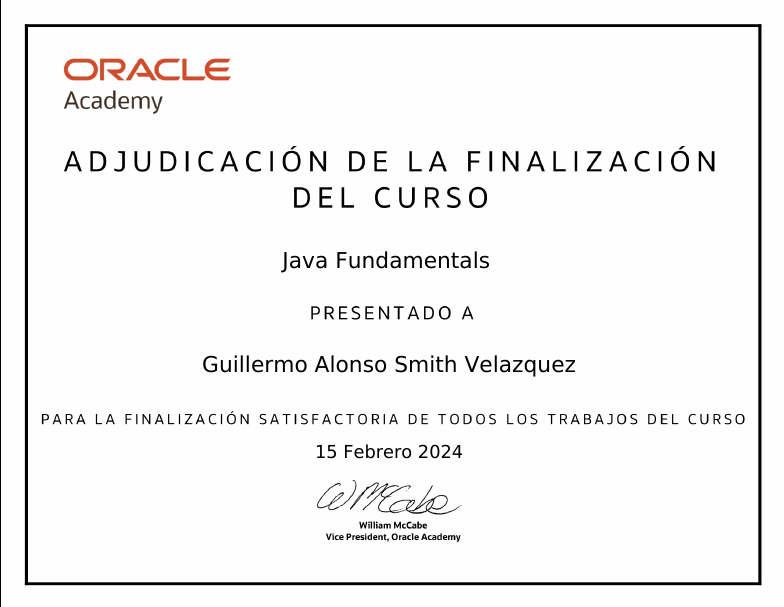 ORACLE
Academy
ADJUDICACIÓN DE LA FINALIZACIÓN
DEL CURSO
Java Fundamentals
PRESENTADO A
Guillermo Alonso Smith Velazquez
PARA LA FINALIZACIÓN SATISFACTORIA DE TODOS LOS TRABAJOS DEL CURSO
15 Febrero 2024
WMcCabe
William McCabe
Vice President, Oracle Academy